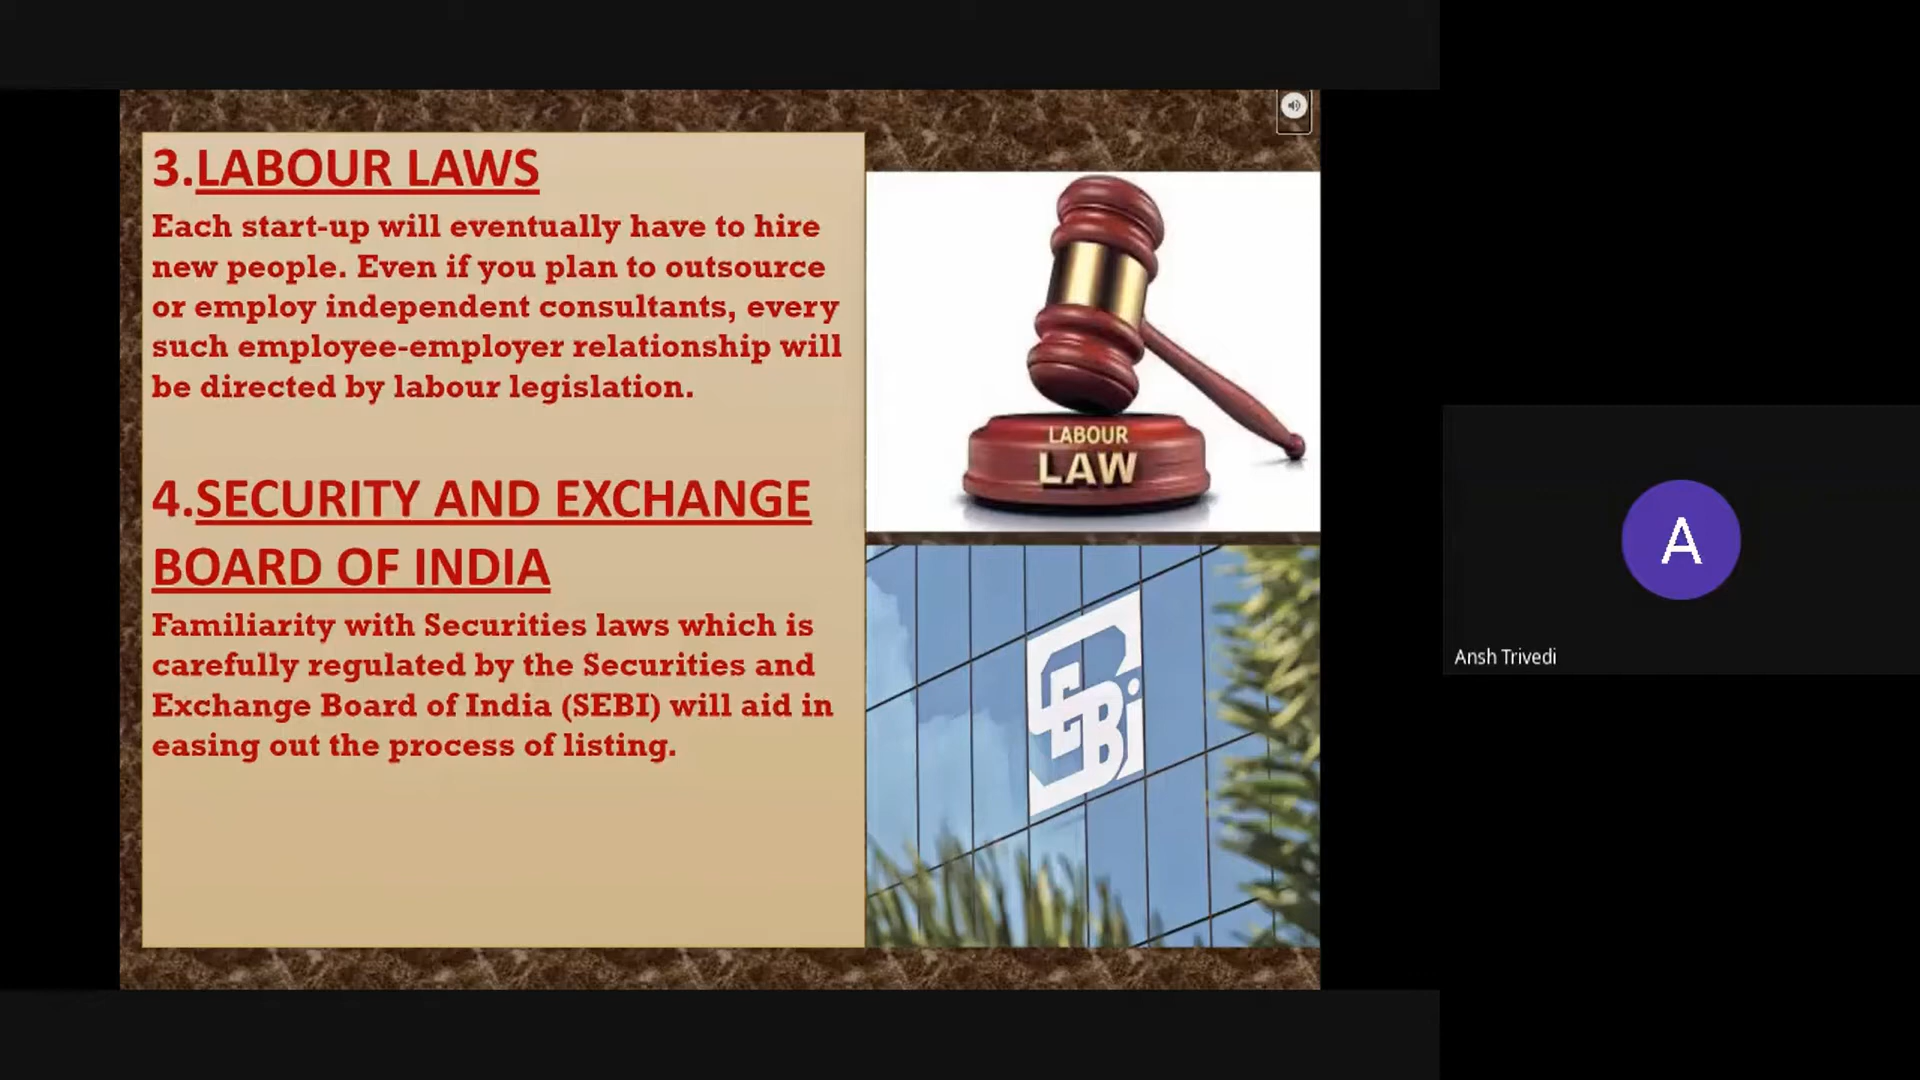 3.LABOUR LAWS
Each start-up will eventually have to hire
new people. Even if you plan to outsource
or employ independent consultants, every
such employee-employer relationship will
be directed by labour legislation.
4.SECURITY AND EXCHANGE
BOARD OF INDIA
Familiarity with Securities laws which is
carefully regulated by the Securities and
Exchange Board of India (SEBI) will aid in
easing out the process of listing.
LABOUR
LAW
SEBi
A
Ansh Trivedi